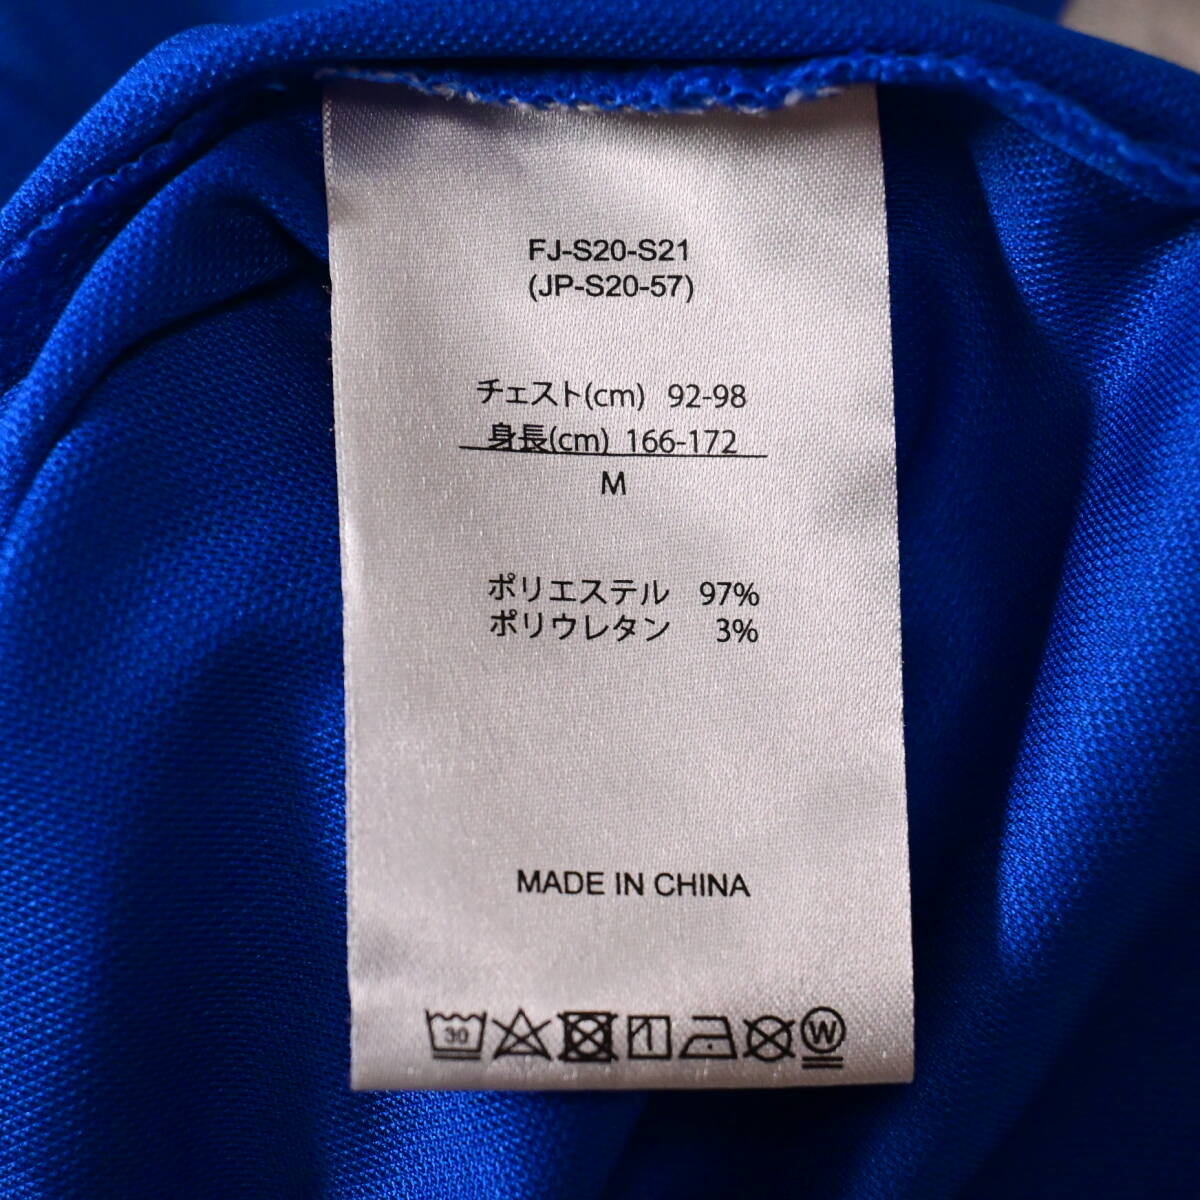 FJ-S20-S21
(JP-S20-57)
チェスト(cm) 92-98
身長(cm) 166-172
M
ポリエステル 97%
ポリウレタン 3%
MADE IN CHINA
30
W